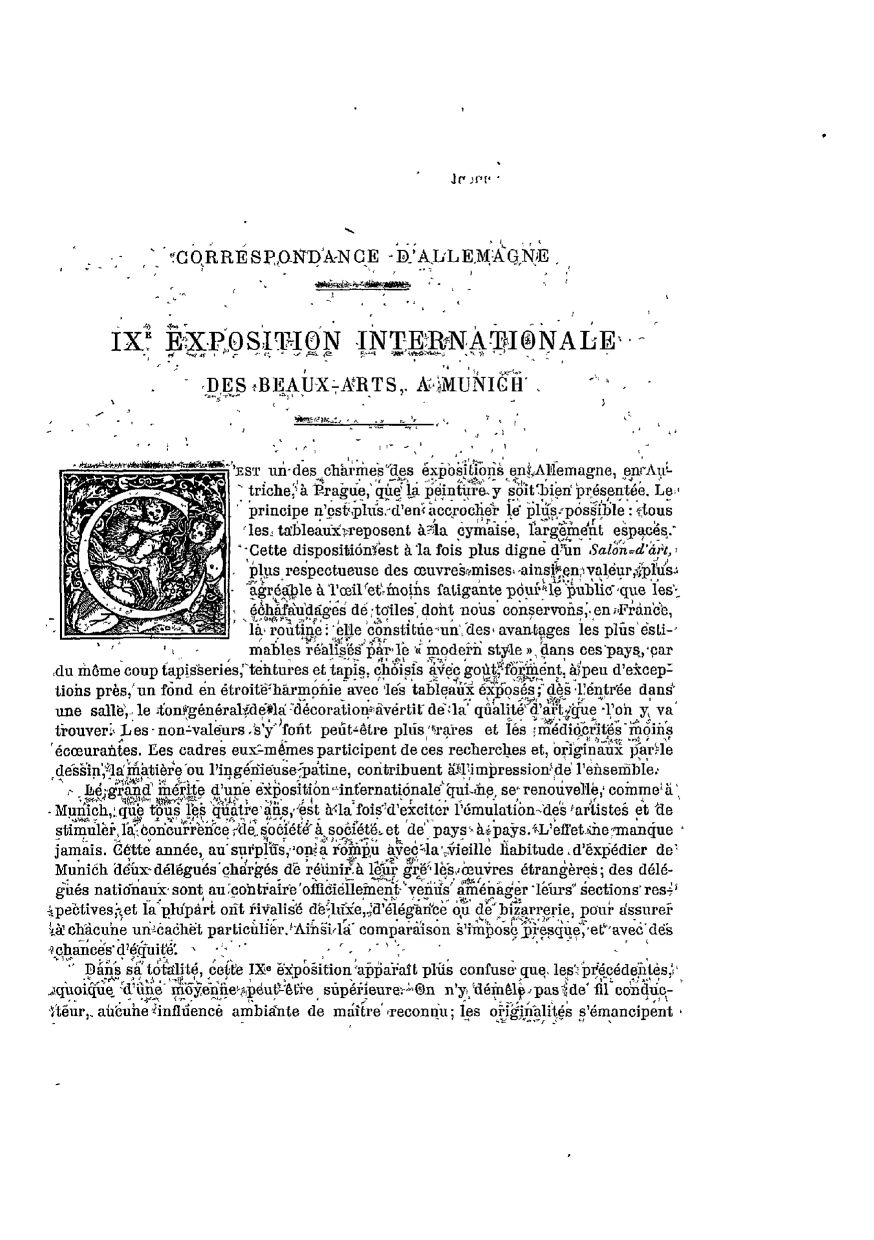 CORRESPONDANCE D'ALLEMAGNE
IXE EXPOSITION INTERNATIONALE
DES BEAUX-ARTS, A MUNICH
C'EST un des charmes des expositions en Allemagne, en Au-
triche, à Prague, que la peinture y soit bien présentée. Le
principe n'est plus d'en accrocher le plus possible : tous
les tableaux reposent à la cymaise, largement espacés.
Cette disposition est à la fois plus digne d'un Salon d'art,
plus respectueuse des œuvres mises ainsi en valeur, plus
agréable à l'œil et moins fatigante pour le public que les
échafaudages de toiles dont nous conservons, en France,
la routine : elle constitue un des avantages les plus esti-
mables réalisés par le « modern style » dans ces pays, car
du même coup tapisseries, tentures et tapis, choisis avec goût, forment, à peu d'excep-
tions près, un fond en étroite harmonie avec les tableaux exposés; dès l'entrée dans
une salle, le ton général de la décoration avertit de la qualité d'art que l'on y va
trouver. Les non-valeurs s'y font peut-être plus rares et les médiocrités moins
écœurantes. Les cadres eux-mêmes participent de ces recherches et, originaux par le
dessin, la matière ou l'ingénieuse patine, contribuent à l'impression de l'ensemble.
Le grand mérite d'une exposition internationale qui ne se renouvelle, comme à
Munich, que tous les quatre ans, est à la fois d'exciter l'émulation des artistes et de
stimuler la concurrence de société à société et de pays à pays. L'effet ne manque
jamais. Cette année, au surplus, on a rompu avec la vieille habitude d'expédier de
Munich deux délégués chargés de réunir à leur gré les œuvres étrangères; des délé-
gués nationaux sont au contraire officiellement venus aménager leurs sections res-
pectives, et la plupart ont rivalisé de luxe, d'élégance ou de bizarrerie, pour assurer
à chacune un cachet particulier. Ainsi la comparaison s'impose presque, et avec des
chances d'équité.
Dans sa totalité, cette IXe exposition apparaît plus confuse que les précédentes,
quoique d'une moyenne peut-être supérieure. On n'y démêle pas de fil conduc-
teur, aucune influence ambiante de maître reconnu; les originalités s'émancipent